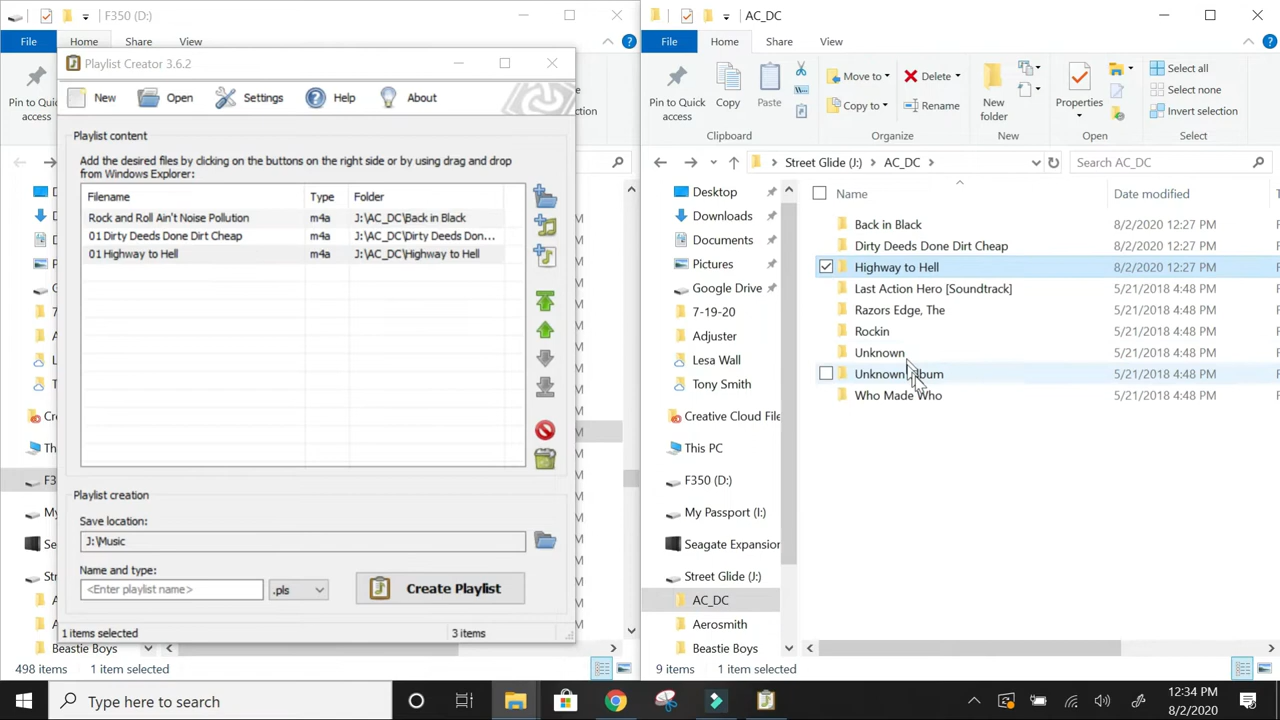 F350 (D:)
File
Home
Share
View
Pin to Quick
access
Playlist Creator 3.6.2
New
Open
Settings
Help
About
Playlist content
Add the desired files by clicking on the buttons on the right side or by using drag and drop
from Windows Explorer:
Filename Type Folder
Rock and Roll Ain't Noise Pollution m4a J:\AC_DC\Back in Black
01 Dirty Deeds Done Dirt Cheap m4a J:\AC_DC\Dirty Deeds Don...
01 Highway to Hell m4a J:\AC_DC\Highway to Hell
Playlist creation
Save location:
J:\Music
Name and type:
<Enter playlist name> .pls
Create Playlist
1 items selected 3 items
Beastie Boys
498 items 1 item selected
AC_DC
File Home Share View
Pin to Quick
access
Copy
Paste
Clipboard
Move to
Copy to
Delete
Rename
Organize
New
folder
New
Properties
Open
Select all
Select none
Invert selection
Select
Street Glide (J:) AC_DC
Search AC_DC
Desktop
Downloads
Documents
Pictures
Google Drive
7-19-20
Adjuster
Lesa Wall
Tony Smith
Creative Cloud File
This PC
F350 (D:)
My Passport (I:)
Seagate Expansion
Street Glide (J:)
AC_DC
Aerosmith
Beastie Boys
Name Date modified
Back in Black 8/2/2020 12:27 PM
Dirty Deeds Done Dirt Cheap 8/2/2020 12:27 PM
Highway to Hell 8/2/2020 12:27 PM
Last Action Hero [Soundtrack] 5/21/2018 4:48 PM
Razors Edge, The 5/21/2018 4:48 PM
Rockin 5/21/2018 4:48 PM
Unknown 5/21/2018 4:48 PM
Unknown Album 5/21/2018 4:48 PM
Who Made Who 5/21/2018 4:48 PM
9 items 1 item selected
Type here to search
12:34 PM
8/2/2020